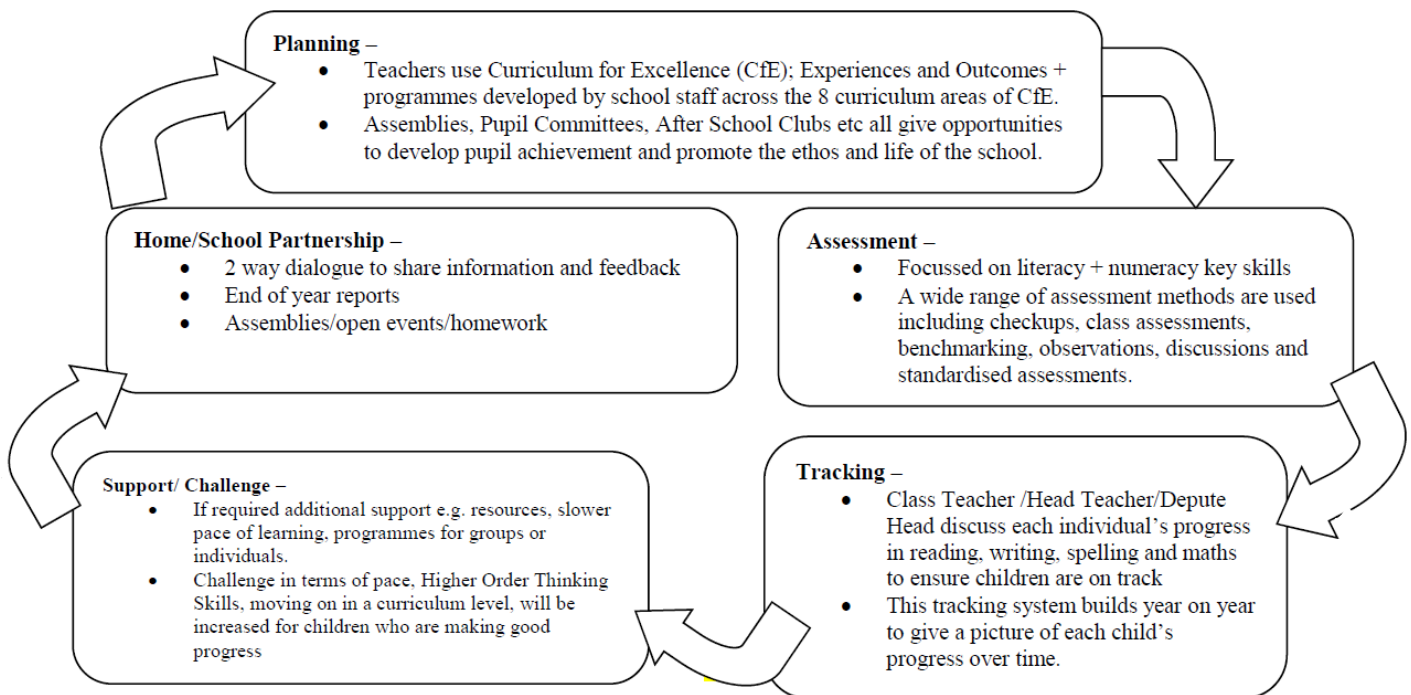 Planning –
• Teachers use Curriculum for Excellence (CfE); Experiences and Outcomes +
programmes developed by school staff across the 8 curriculum areas of CfE.
• Assemblies, Pupil Committees, After School Clubs etc all give opportunities
to develop pupil achievement and promote the ethos and life of the school.
Home/School Partnership –
• 2 way dialogue to share information and feedback
• End of year reports
• Assemblies/open events/homework
Assessment –
• Focussed on literacy + numeracy key skills
• A wide range of assessment methods are used
including checkups, class assessments,
benchmarking, observations, discussions and
standardised assessments.
Support/ Challenge –
• If required additional support e.g. resources, slower
pace of learning, programmes for groups or
individuals.
• Challenge in terms of pace, Higher Order Thinking
Skills, moving on in a curriculum level, will be
increased for children who are making good
progress
Tracking –
• Class Teacher /Head Teacher/Depute
Head discuss each individual’s progress
in reading, writing, spelling and maths
to ensure children are on track
• This tracking system builds year on year
to give a picture of each child’s
progress over time.